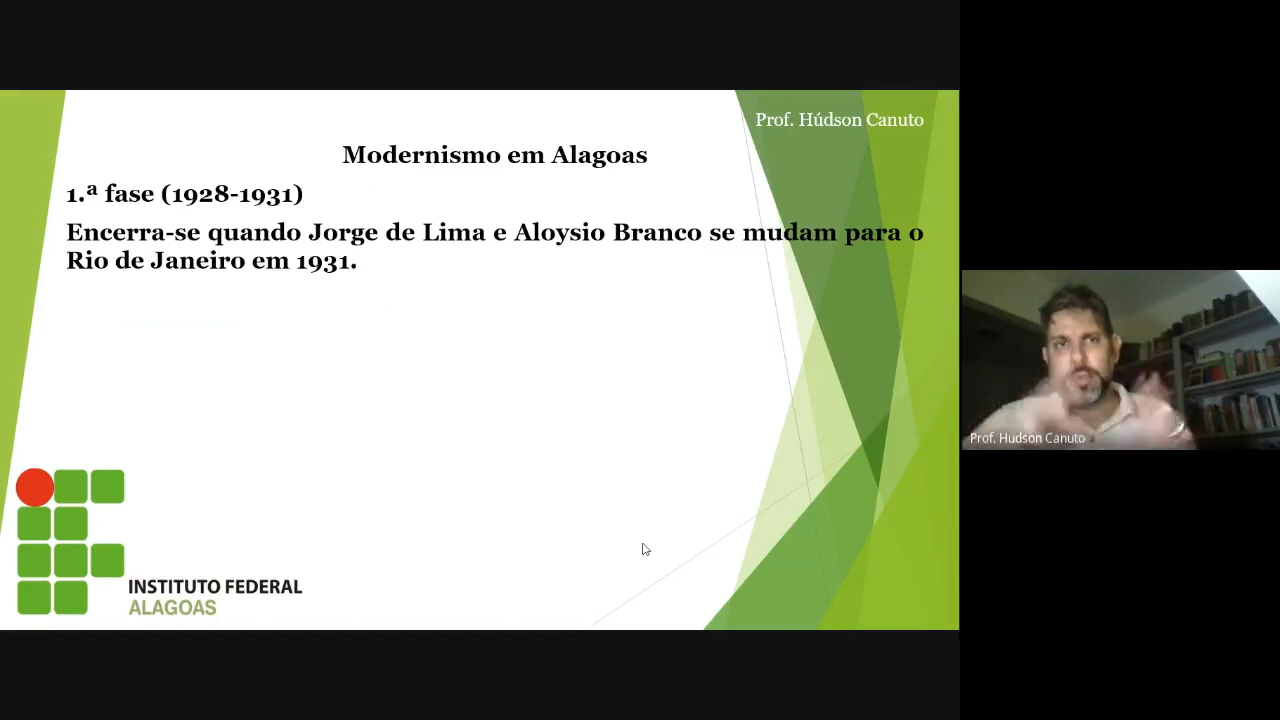 Prof. Húdson Canuto
Modernismo em Alagoas
1.ª fase (1928-1931)
Encerra-se quando Jorge de Lima e Aloysio Branco se mudam para o
Rio de Janeiro em 1931.
Prof. Hudson Canuto
INSTITUTO FEDERAL
ALAGOAS